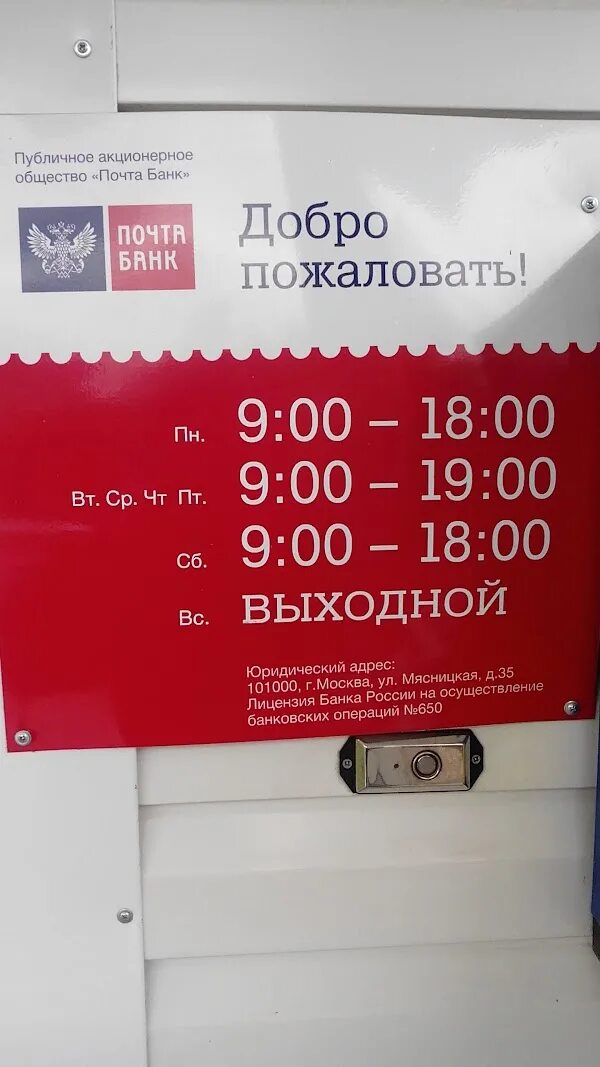 Публичное акционерное
общество «Почта Банк»
ПОЧТА
БАНК
Добро
пожаловать!
Пн. 9:00 – 18:00
Вт. Ср. Чт Пт. 9:00 – 19:00
Сб. 9:00 – 18:00
Вс. ВЫХОДНОЙ
Юридический адрес:
101000, г.Москва, ул. Мясницкая, д.35
Лицензия Банка России на осуществление
банковских операций №650